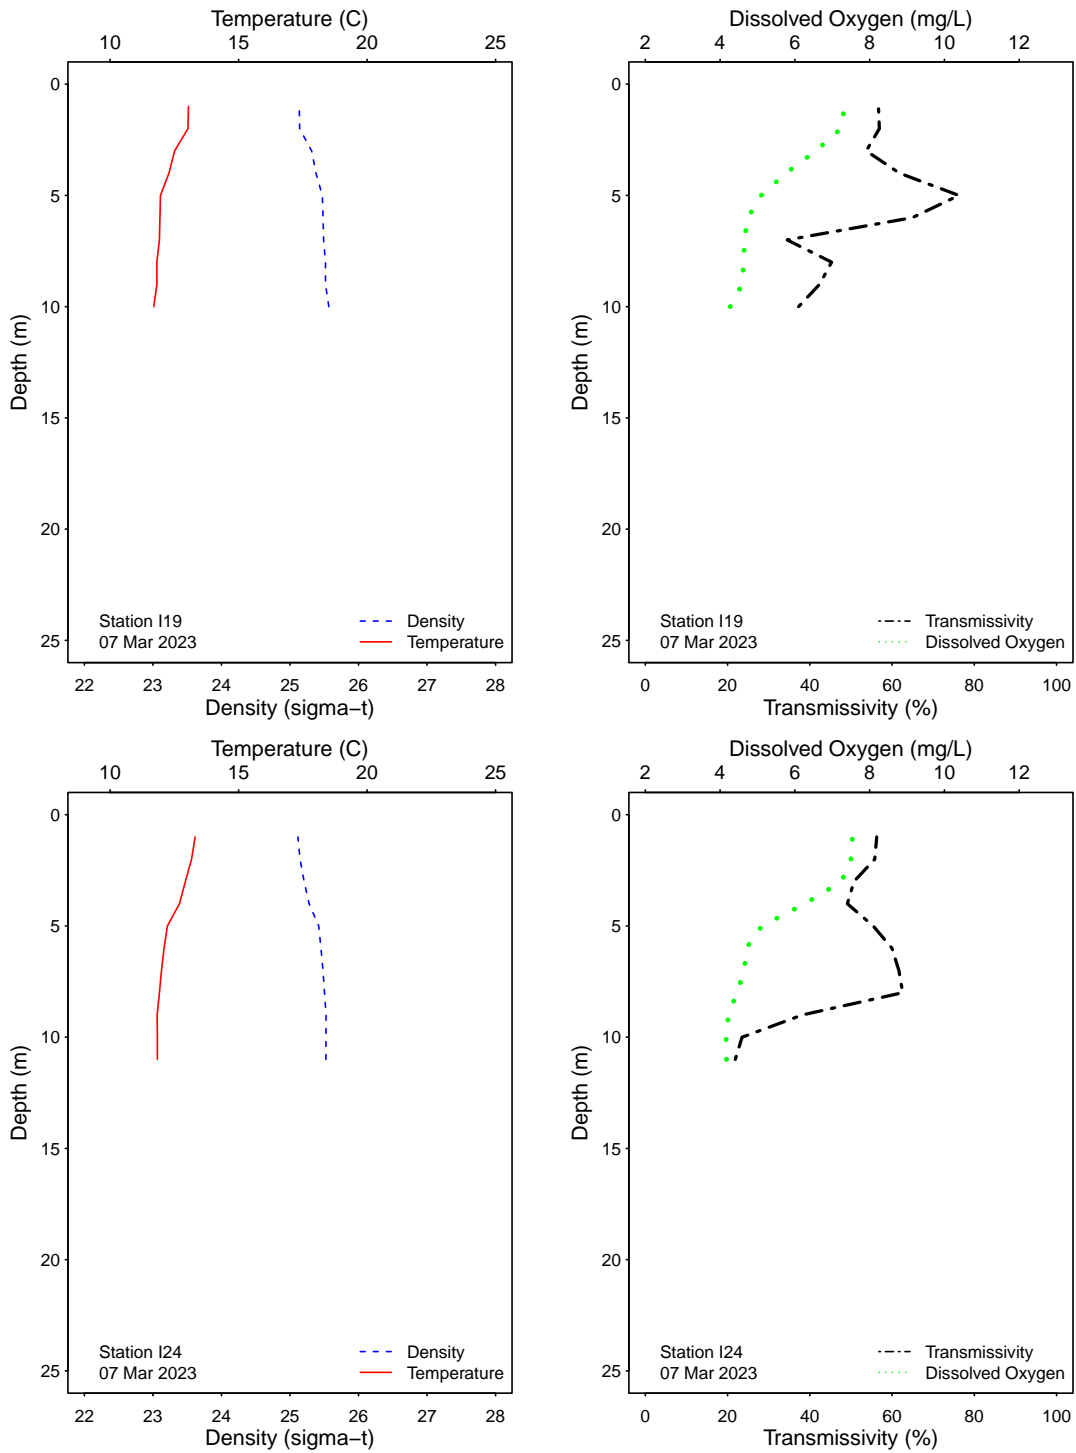 Temperature (C)
10 15 20 25
0
5
10
15
20
25
Depth (m)
Station I19
07 Mar 2023
Density
Temperature
22 23 24 25 26 27 28
Density (sigma−t)
Dissolved Oxygen (mg/L)
2 4 6 8 10 12
0
5
10
15
20
25
Depth (m)
Station I19
07 Mar 2023
Transmissivity
Dissolved Oxygen
0 20 40 60 80 100
Transmissivity (%)
Temperature (C)
10 15 20 25
0
5
10
15
20
25
Depth (m)
Station I24
07 Mar 2023
Density
Temperature
22 23 24 25 26 27 28
Density (sigma−t)
Dissolved Oxygen (mg/L)
2 4 6 8 10 12
0
5
10
15
20
25
Depth (m)
Station I24
07 Mar 2023
Transmissivity
Dissolved Oxygen
0 20 40 60 80 100
Transmissivity (%)